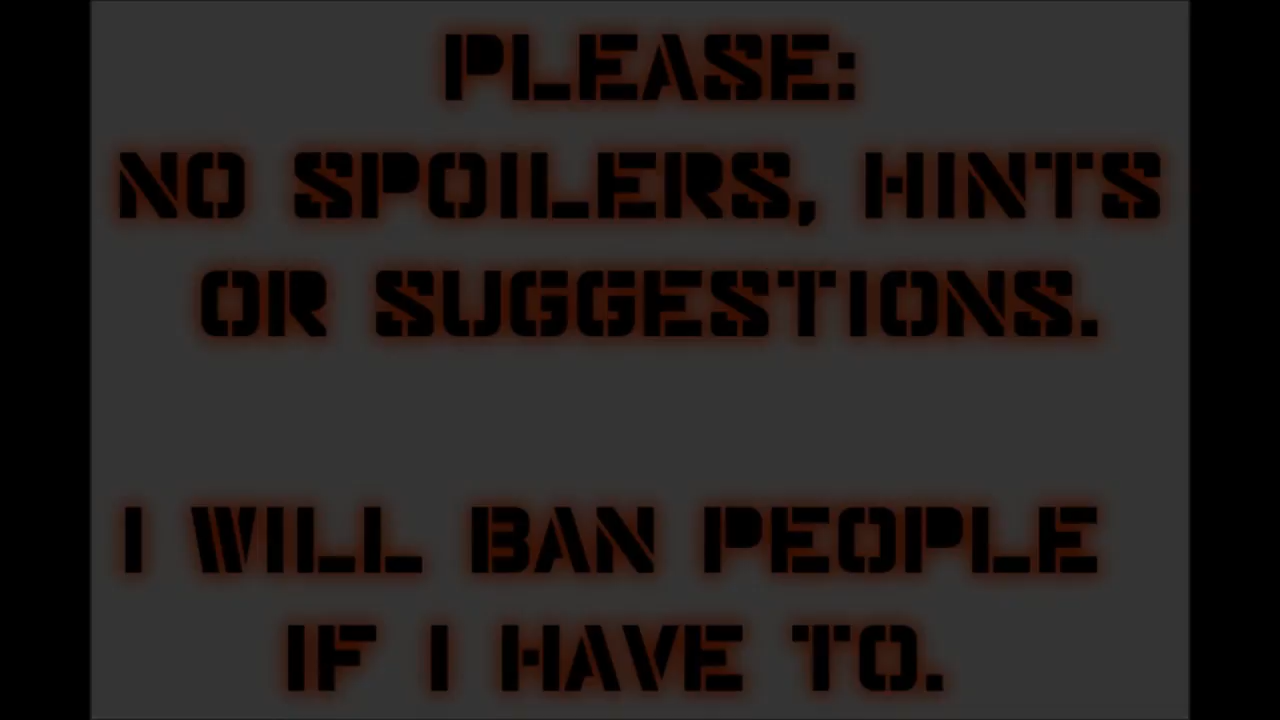 PLEASE:
NO SPOILERS, HINTS
OR SUGGESTIONS.
I WILL BAN PEOPLE
IF I HAVE TO.